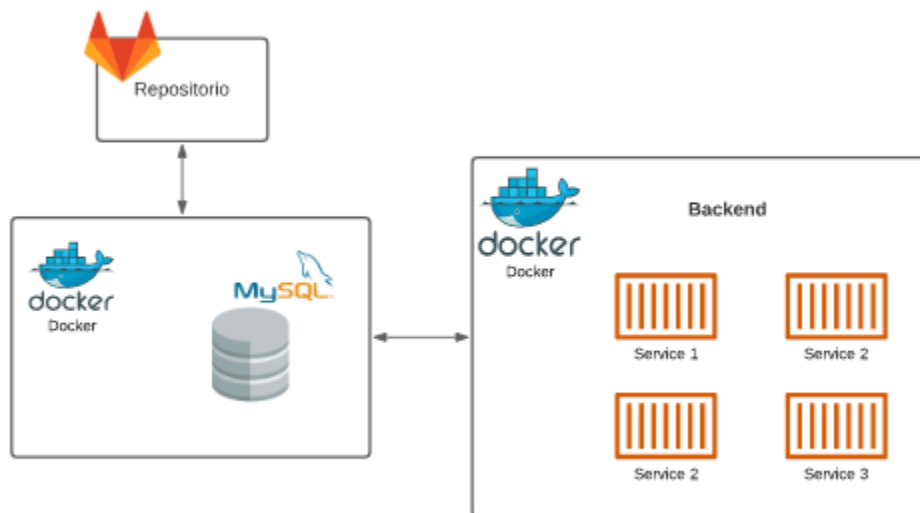 Repositorio
docker
Docker
MySQL
docker
Docker
Backend
Service 1
Service 2
Service 2
Service 3